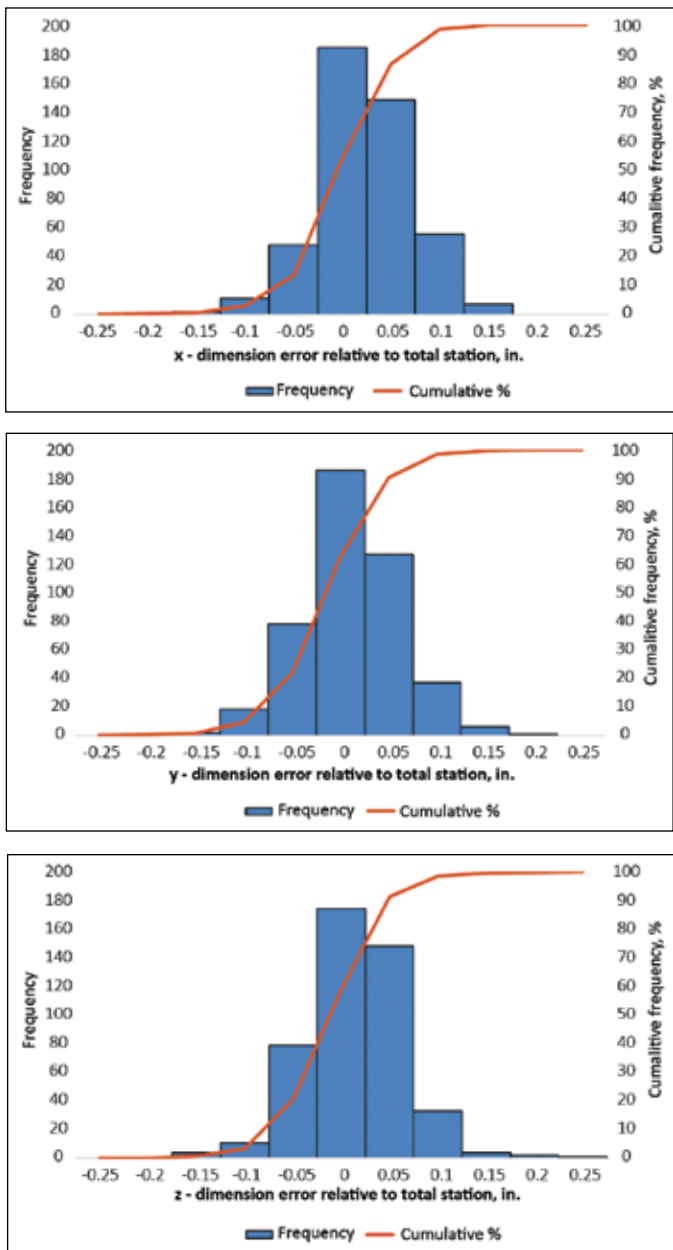 200 100
180 90
160 80
140 70
120 60
100 50
80 40
60 30
40 20
20 10
0 0
Frequency
Cumalitive frequency, %
-0.25 -0.2 -0.15 -0.1 -0.05 0 0.05 0.1 0.15 0.2 0.25
x - dimension error relative to total station, in.
Frequency Cumulative %
200 100
180 90
160 80
140 70
120 60
100 50
80 40
60 30
40 20
20 10
0 0
Frequency
Cumalitive frequency, %
-0.25 -0.2 -0.15 -0.1 -0.05 0 0.05 0.1 0.15 0.2 0.25
y - dimension error relative to total station, in.
Frequency Cumulative %
200 100
180 90
160 80
140 70
120 60
100 50
80 40
60 30
40 20
20 10
0 0
Frequency
Cumalitive frequency, %
-0.25 -0.2 -0.15 -0.1 -0.05 0 0.05 0.1 0.15 0.2 0.25
z - dimension error relative to total station, in.
Frequency Cumulative %